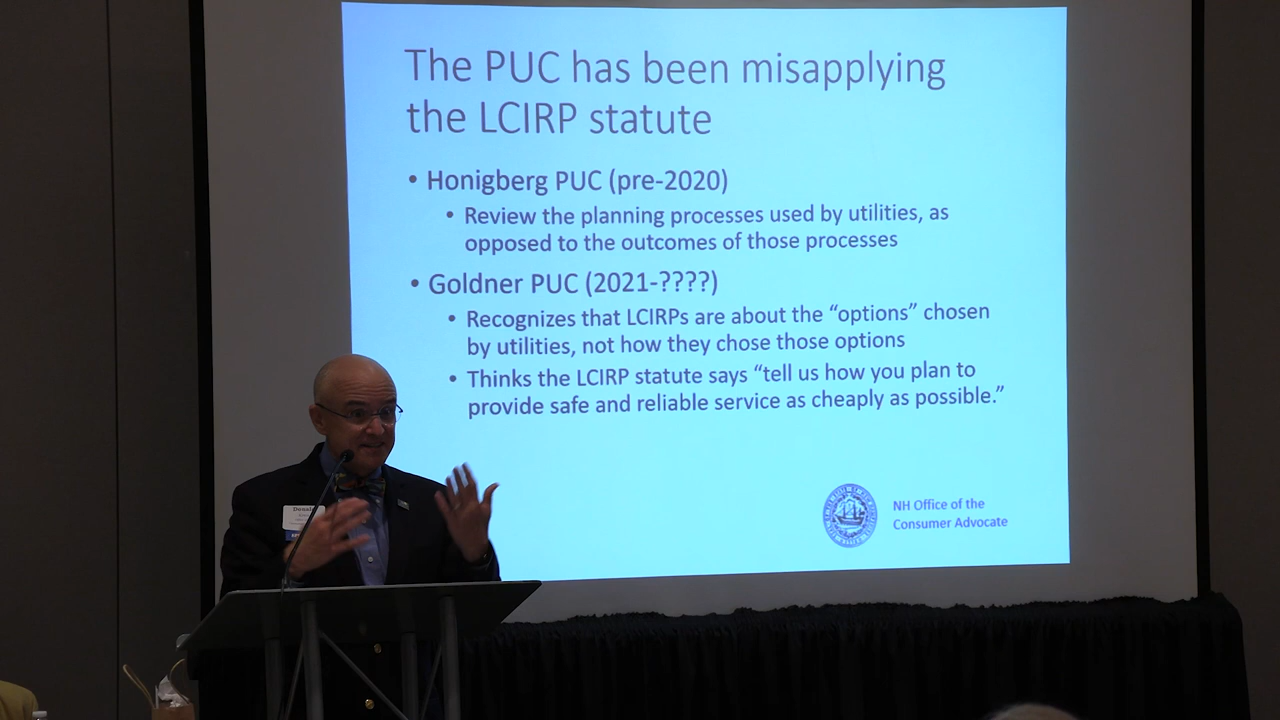 The PUC has been misapplying
the LCIRP statute
• Honigberg PUC (pre-2020)
• Review the planning processes used by utilities, as
opposed to the outcomes of those processes
• Goldner PUC (2021-????)
• Recognizes that LCIRPs are about the “options” chosen
by utilities, not how they chose those options
• Thinks the LCIRP statute says “tell us how you plan to
provide safe and reliable service as cheaply as possible.”
NH Office of the
Consumer Advocate